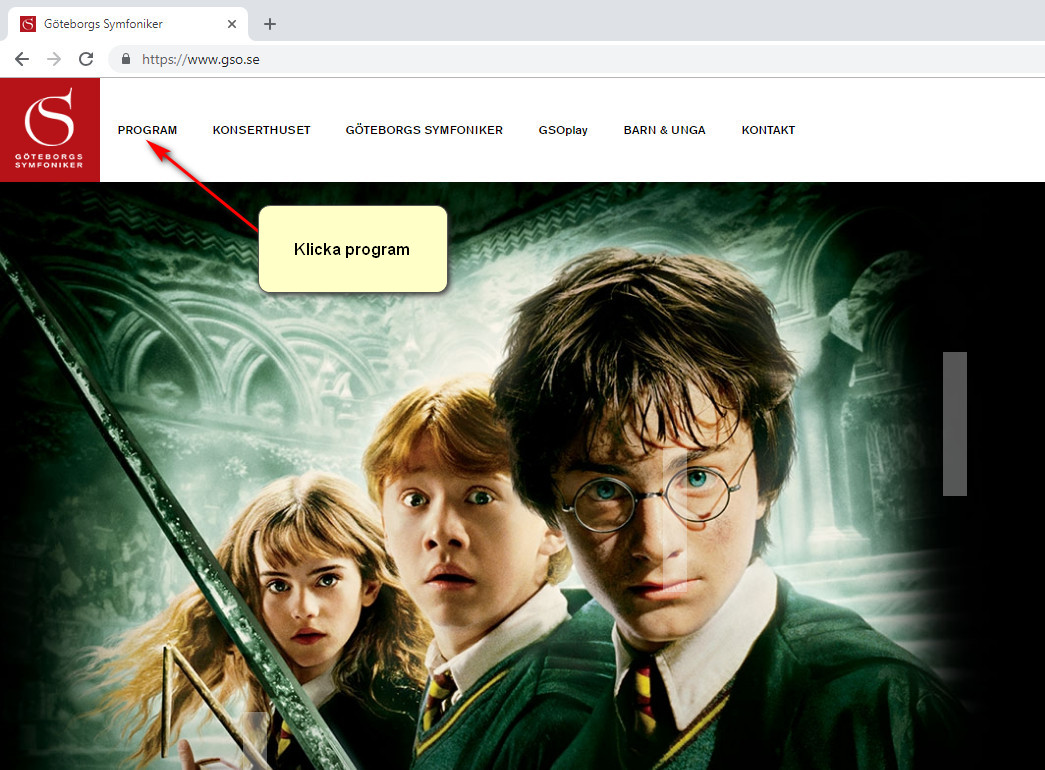 Göteborgs Symfoniker
https://www.gso.se
GÖTEBORGS
SYMFONIKER
PROGRAM KONSERTHUSET GÖTEBORGS SYMFONIKER GSOplay BARN & UNGA KONTAKT
Klicka program